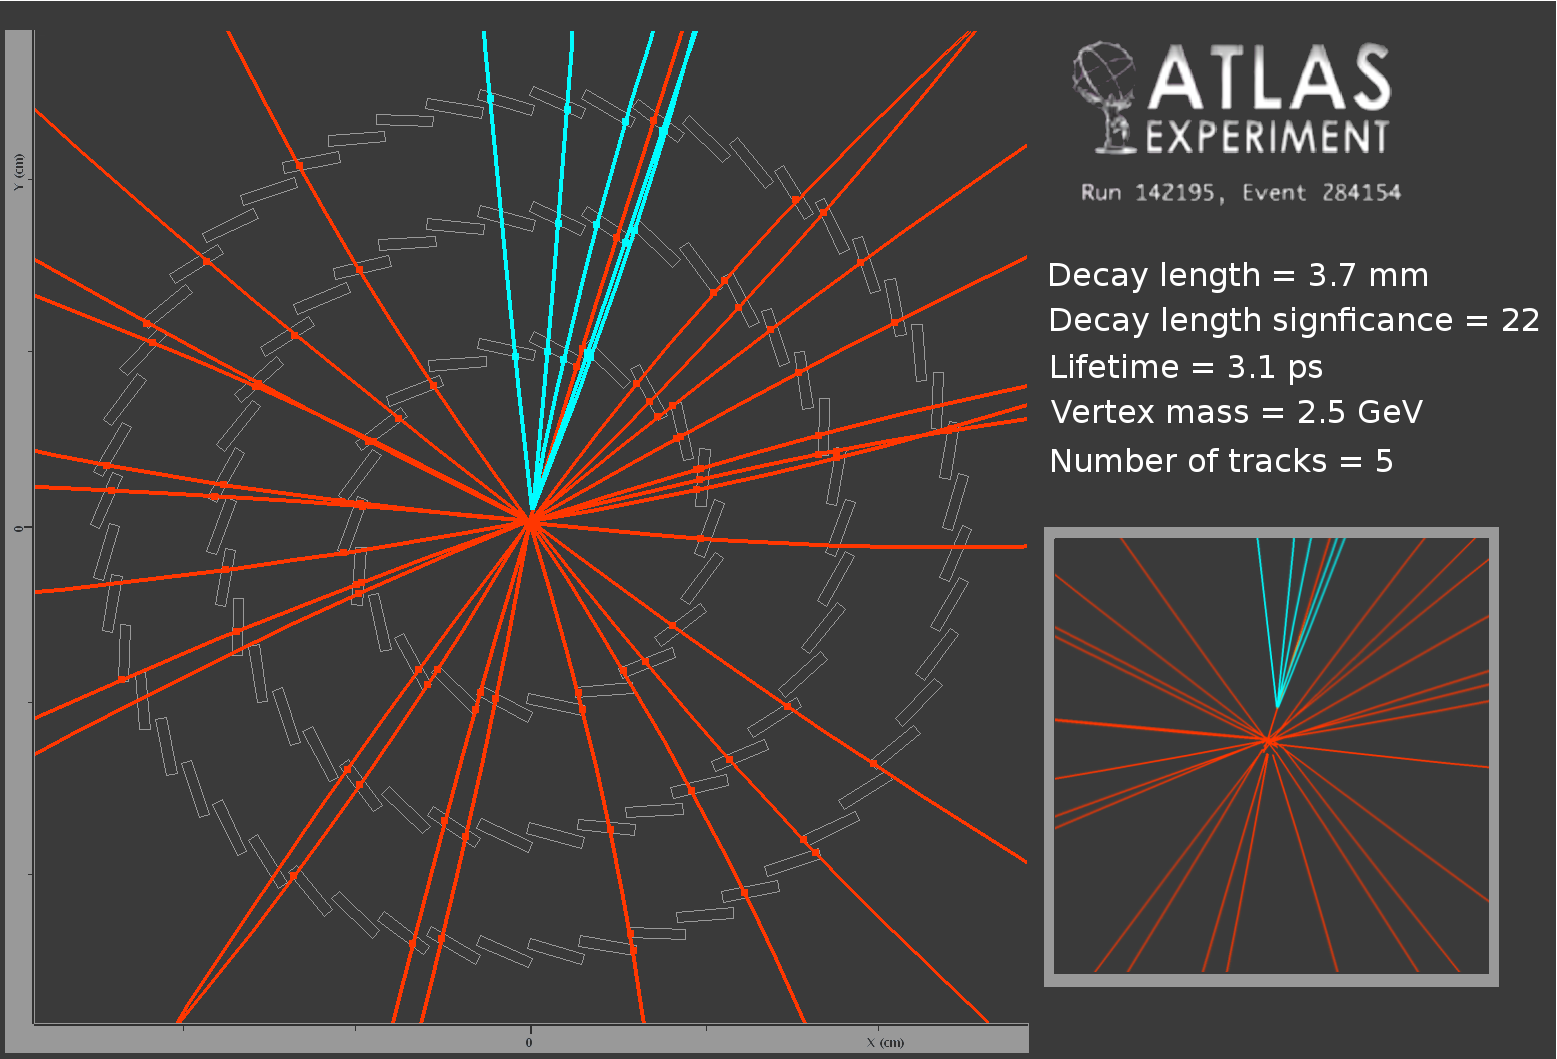 ATLAS
EXPERIMENT
Run 142195, Event 284154
Decay length = 3.7 mm
Decay length signficance = 22
Lifetime = 3.1 ps
Vertex mass = 2.5 GeV
Number of tracks = 5
Y (cm)
0
0
X (cm)